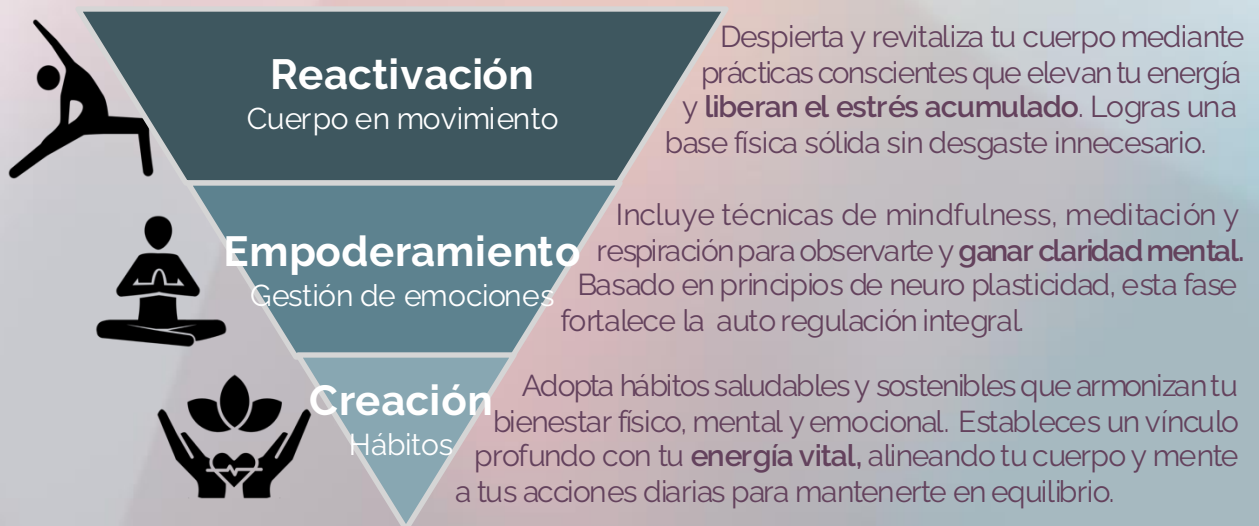 Reactivación
Cuerpo en movimiento
Despierta y revitaliza tu cuerpo mediante
prácticas conscientes que elevan tu energía
y liberan el estrés acumulado. Logras una
base física sólida sin desgaste innecesario.
Empoderamiento
Gestión de emociones
Incluye técnicas de mindfulness, meditación y
respiración para observarte y ganar claridad mental.
Basado en principios de neuro plasticidad, esta fase
fortalece la auto regulación integral.
Creación
Hábitos
Adopta hábitos saludables y sostenibles que armonizan tu
bienestar físico, mental y emocional. Estableces un vínculo
profundo con tu energía vital, alineando tu cuerpo y mente
a tus acciones diarias para mantenerte en equilibrio.